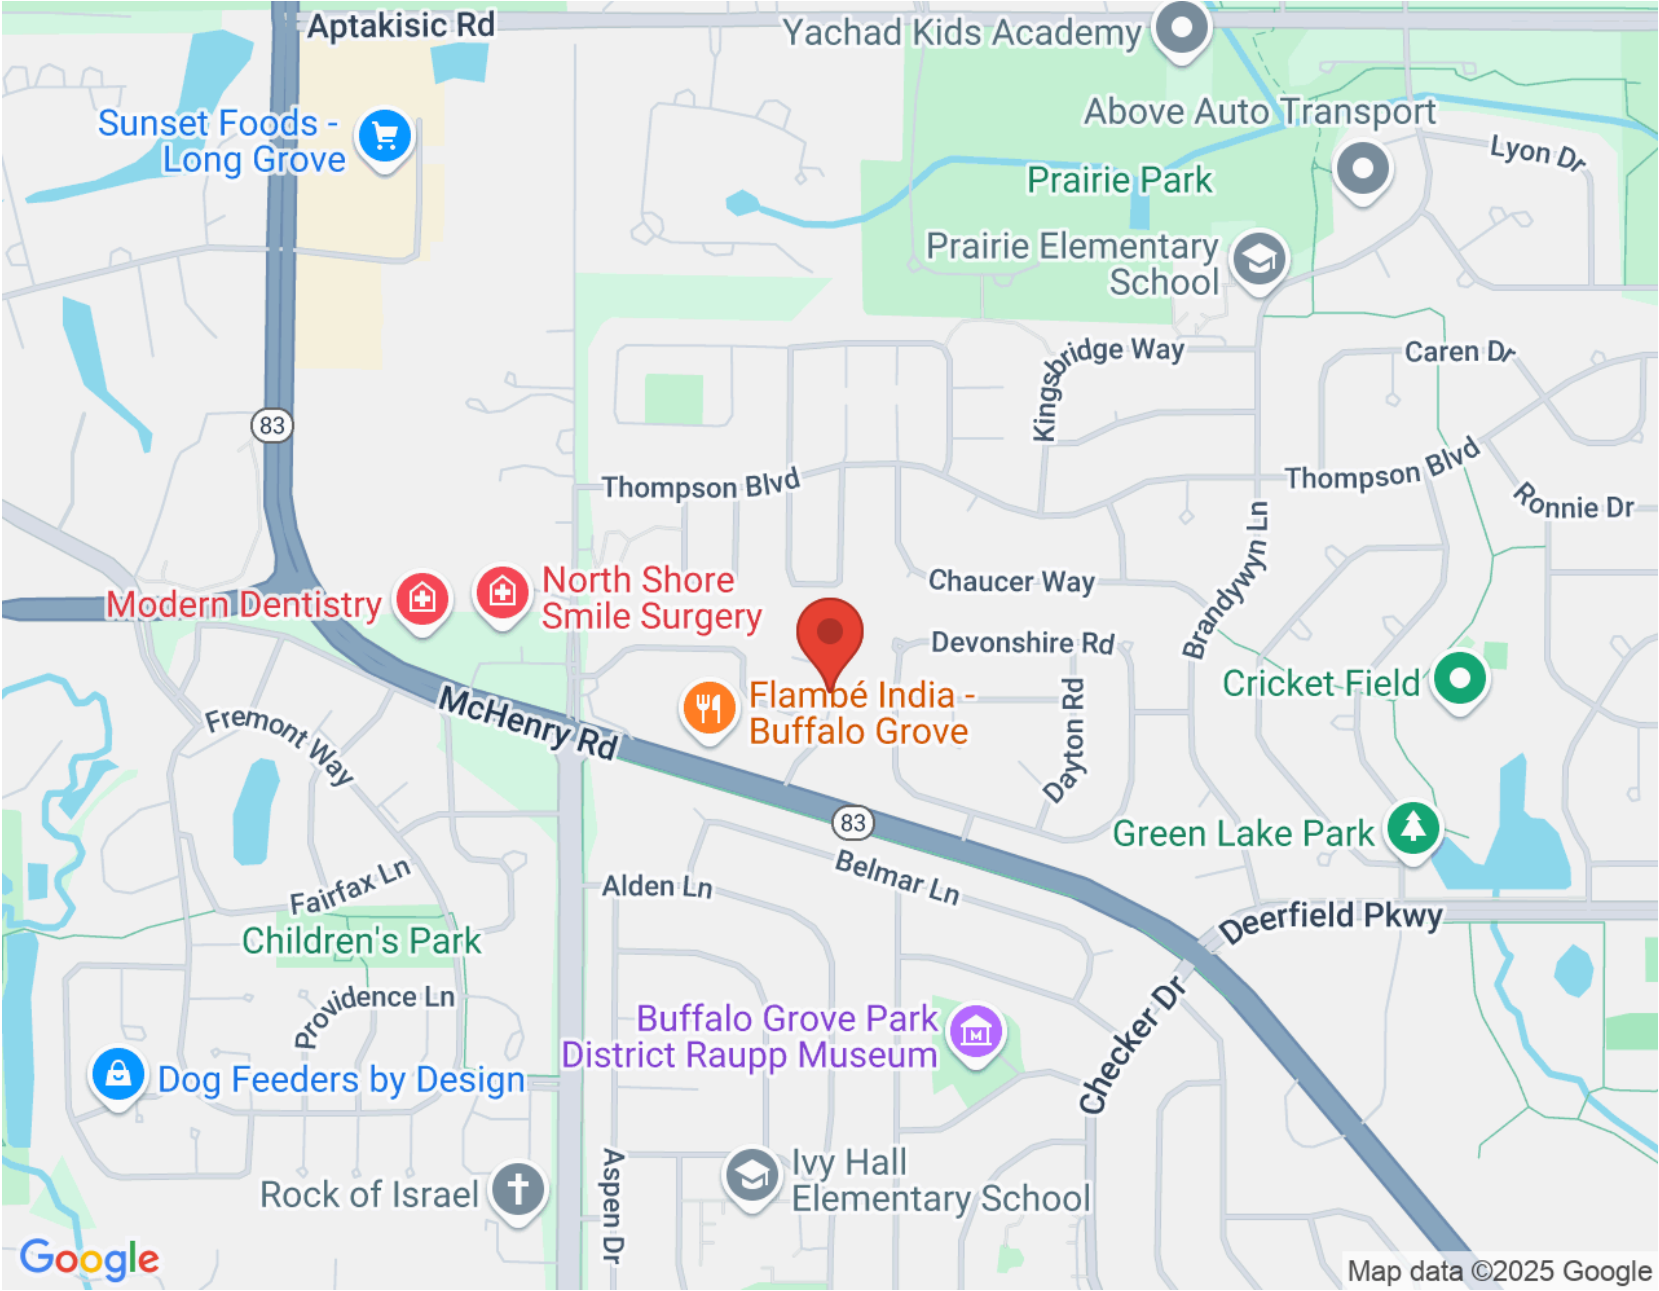 Aptakisic Rd
Yachad Kids Academy
Sunset Foods -
Long Grove
Above Auto Transport
Lyon Dr
Prairie Park
Prairie Elementary
School
Kingsbridge Way
Caren Dr
83
Thompson Blvd
Thompson Blvd
Ronnie Dr
Brandywyn Ln
North Shore
Smile Surgery
Modern Dentistry
Chaucer Way
Devonshire Rd
Cricket Field
Flambé India -
Buffalo Grove
McHenry Rd
Fremont Way
Dayton Rd
83
Green Lake Park
Belmar Ln
Alden Ln
Fairfax Ln
Deerfield Pkwy
Children's Park
Providence Ln
Buffalo Grove Park
District Raupp Museum
Checker Dr
Dog Feeders by Design
Ivy Hall
Elementary School
Rock of Israel
Aspen Dr
Google
Map data ©2025 Google